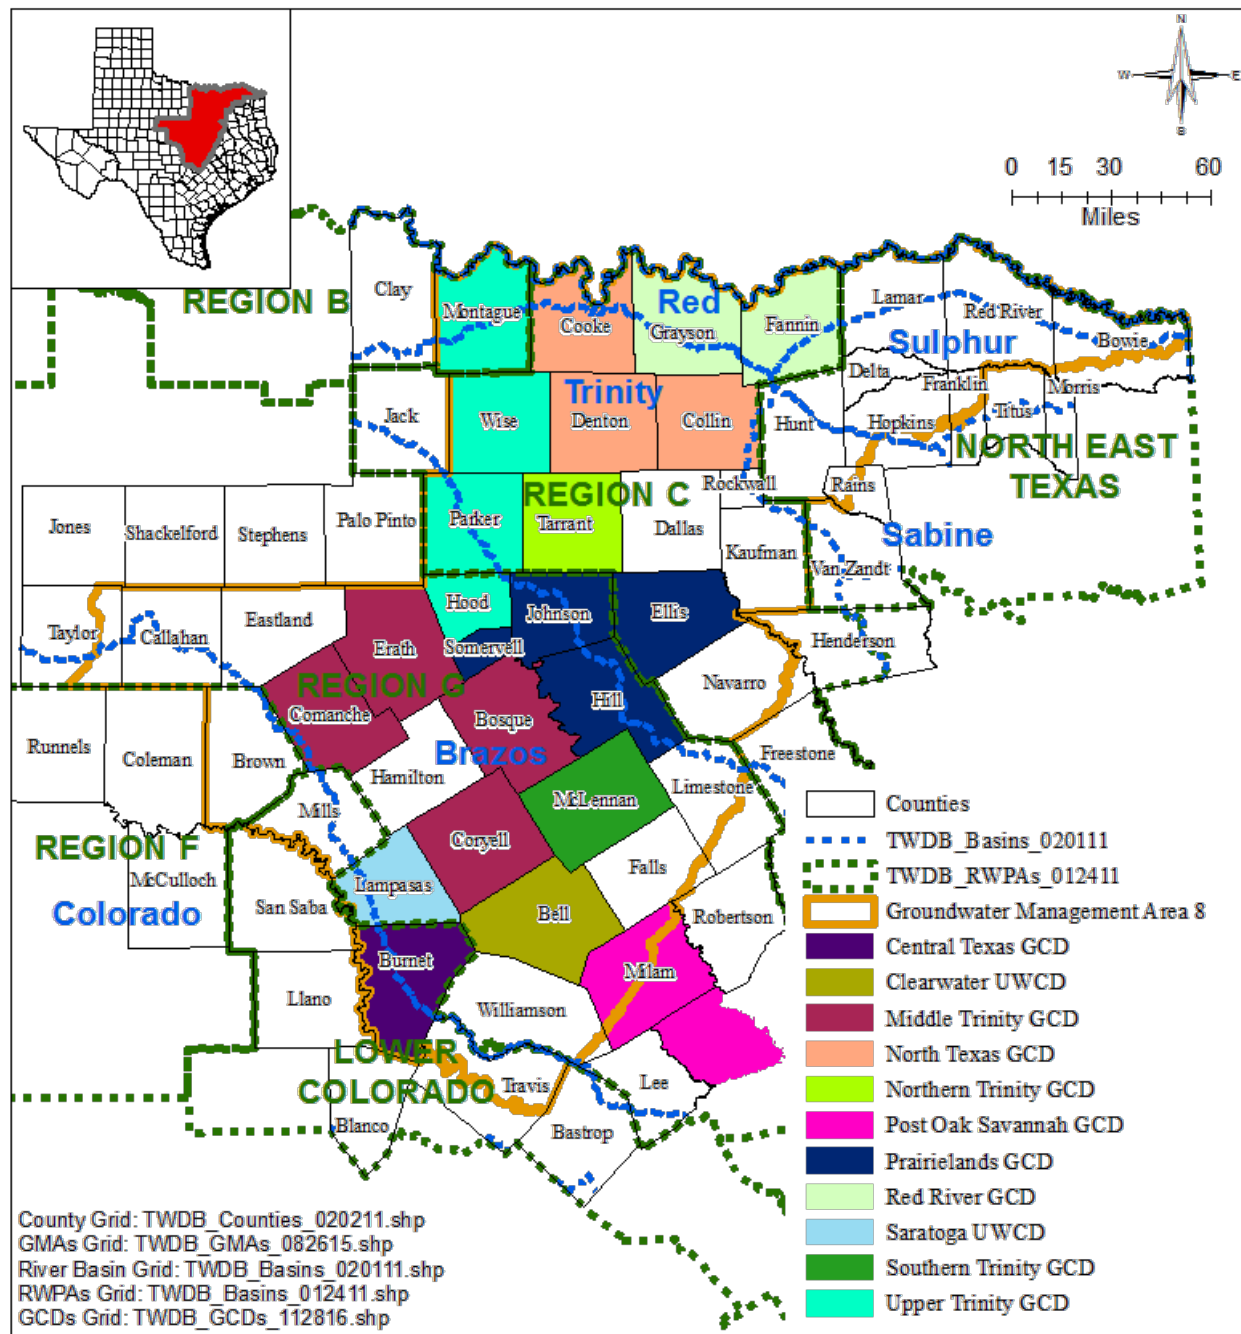 N
W E
S
0 15 30 60
Miles
REGION B
Clay
Montague
Cooke
Red
Grayson
Fannin
Lamar
Red River
Bowie
Sulphur
Delta
Franklin
Morris
Titus
Hopkins
Hunt
Jack
Wise
Trinity
Denton
Collin
NORTH EAST
TEXAS
REGION C
Rockwall
Rains
Jones
Shackelford
Stephens
Palo Pinto
Parker
Tarrant
Dallas
Kaufman
Sabine
Van Zandt
Taylor
Callahan
Eastland
Hood
Johnson
Ellis
Henderson
Erath
Somervell
Navarro
REGION G
Comanche
Bosque
Hill
Runnels
Coleman
Brown
Brazos
Hamilton
Freestone
Limestone
Mills
McLennan
REGION F
McCulloch
Coryell
Falls
Colorado
San Saba
Lampasas
Bell
Robertson
Burnet
Milam
Llano
Williamson
LOWER
COLORADO
Travis
Lee
Blanco
Bastrop
Counties
TWDB_Basins_020111
TWDB_RWPAs_012411
Groundwater Management Area 8
Central Texas GCD
Clearwater UWCD
Middle Trinity GCD
North Texas GCD
Northern Trinity GCD
Post Oak Savannah GCD
Prairielands GCD
Red River GCD
Saratoga UWCD
Southern Trinity GCD
Upper Trinity GCD
County Grid: TWDB_Counties_020211.shp
GMAs Grid: TWDB_GMAs_082615.shp
River Basin Grid: TWDB_Basins_020111.shp
RWPAs Grid: TWDB_Basins_012411.shp
GCDs Grid: TWDB_GCDs_112816.shp